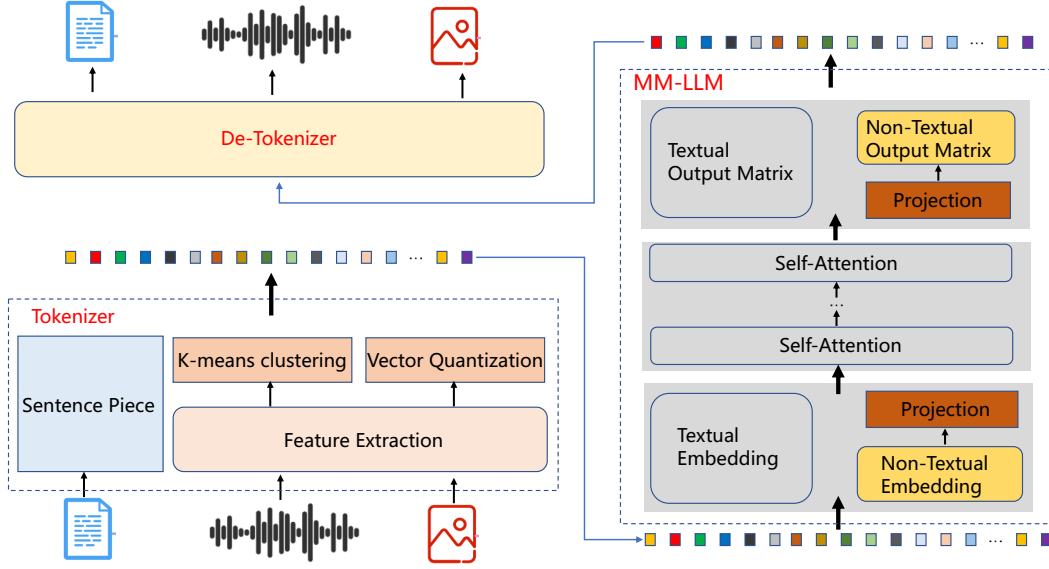 De-Tokenizer
Tokenizer
K-means clustering
Vector Quantization
Sentence Piece
Feature Extraction
...
...
MM-LLM
Textual
Output Matrix
Non-Textual
Output Matrix
Projection
Self-Attention
...
Self-Attention
Textual
Embedding
Projection
Non-Textual
Embedding
...